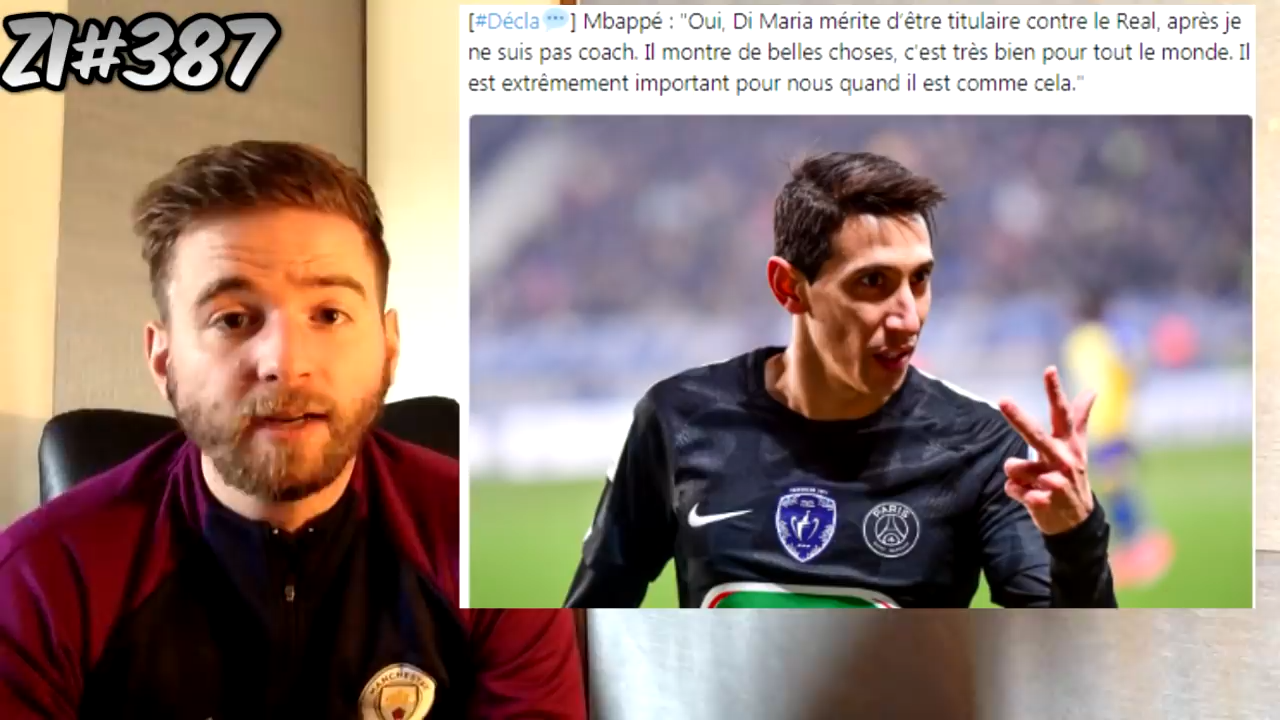 ZI#387
[#Décla💬] Mbappé : "Oui, Di Maria mérite d'être titulaire contre le Real, après je
ne suis pas coach. Il montre de belles choses, c'est très bien pour tout le monde. Il
est extrêmement important pour nous quand il est comme cela."
PARIS
MANCHESTER